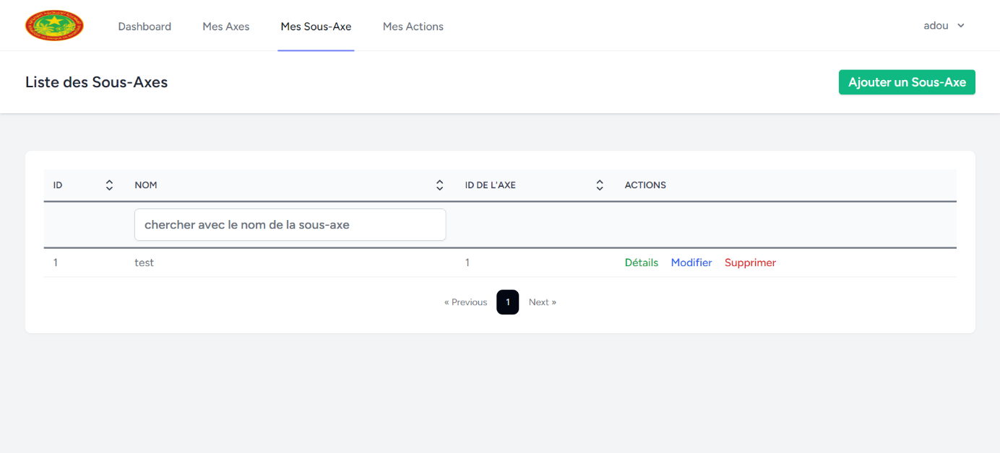 Dashboard
Mes Axes
Mes Sous-Axe
Mes Actions
adou
Liste des Sous-Axes
Ajouter un Sous-Axe
ID
NOM
ID DE L'AXE
ACTIONS
chercher avec le nom de la sous-axe
1
test
1
Détails
Modifier
Supprimer
« Previous
1
Next »